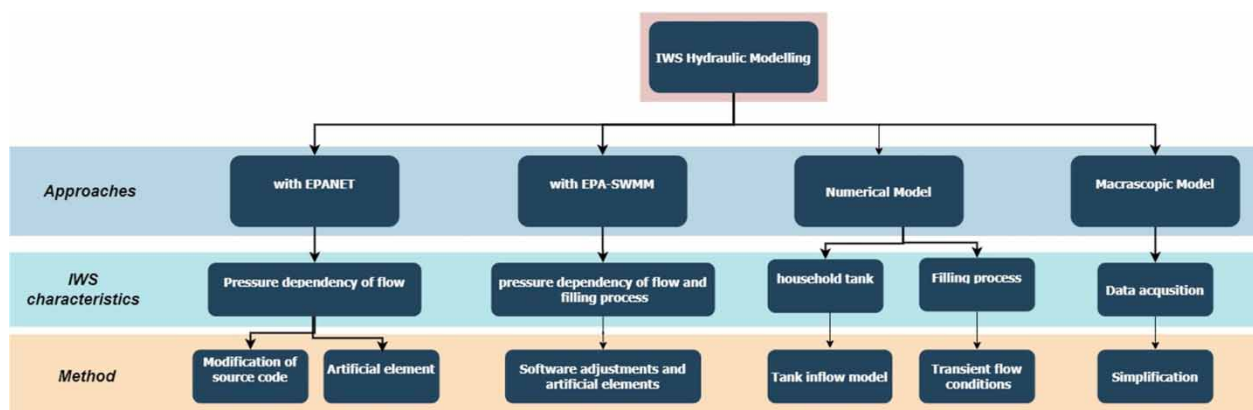 IWS Hydraulic Modelling
Approaches
with EPANET
with EPA-SWMM
Numerical Model
Macrascopic Model
IWS
characteristics
Pressure dependency of flow
pressure dependency of flow and
filling process
household tank
Filling process
Data acqusition
Method
Modification of
source code
Artificial element
Software adjustments and
artificial elements
Tank inflow model
Transient flow
conditions
Simplification